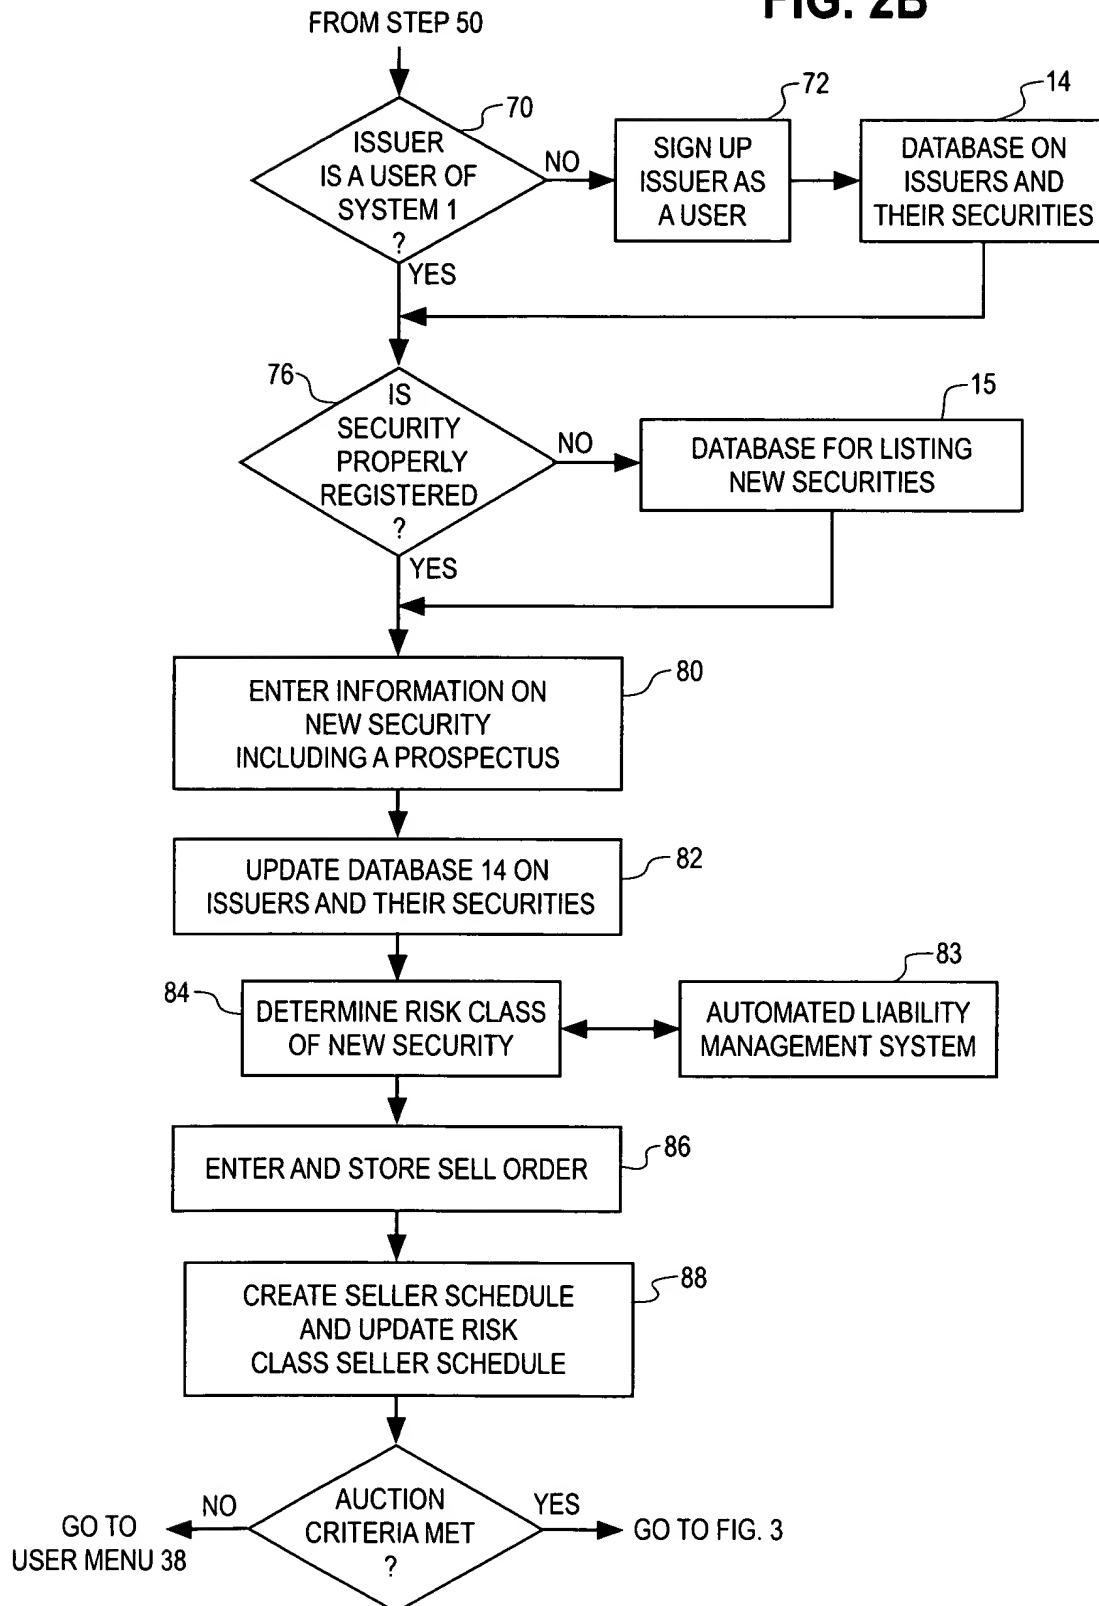 FIG. 2B
FROM STEP 50
70
ISSUER
IS A USER OF
SYSTEM 1
?
NO
YES
72
SIGN UP
ISSUER AS
A USER
14
DATABASE ON
ISSUERS AND
THEIR SECURITIES
76
IS
SECURITY
PROPERLY
REGISTERED
?
NO
YES
15
DATABASE FOR LISTING
NEW SECURITIES
80
ENTER INFORMATION ON
NEW SECURITY
INCLUDING A PROSPECTUS
82
UPDATE DATABASE 14 ON
ISSUERS AND THEIR SECURITIES
84
DETERMINE RISK CLASS
OF NEW SECURITY
83
AUTOMATED LIABILITY
MANAGEMENT SYSTEM
86
ENTER AND STORE SELL ORDER
88
CREATE SELLER SCHEDULE
AND UPDATE RISK
CLASS SELLER SCHEDULE
AUCTION
CRITERIA MET
?
NO
GO TO
USER MENU 38
YES
GO TO FIG. 3